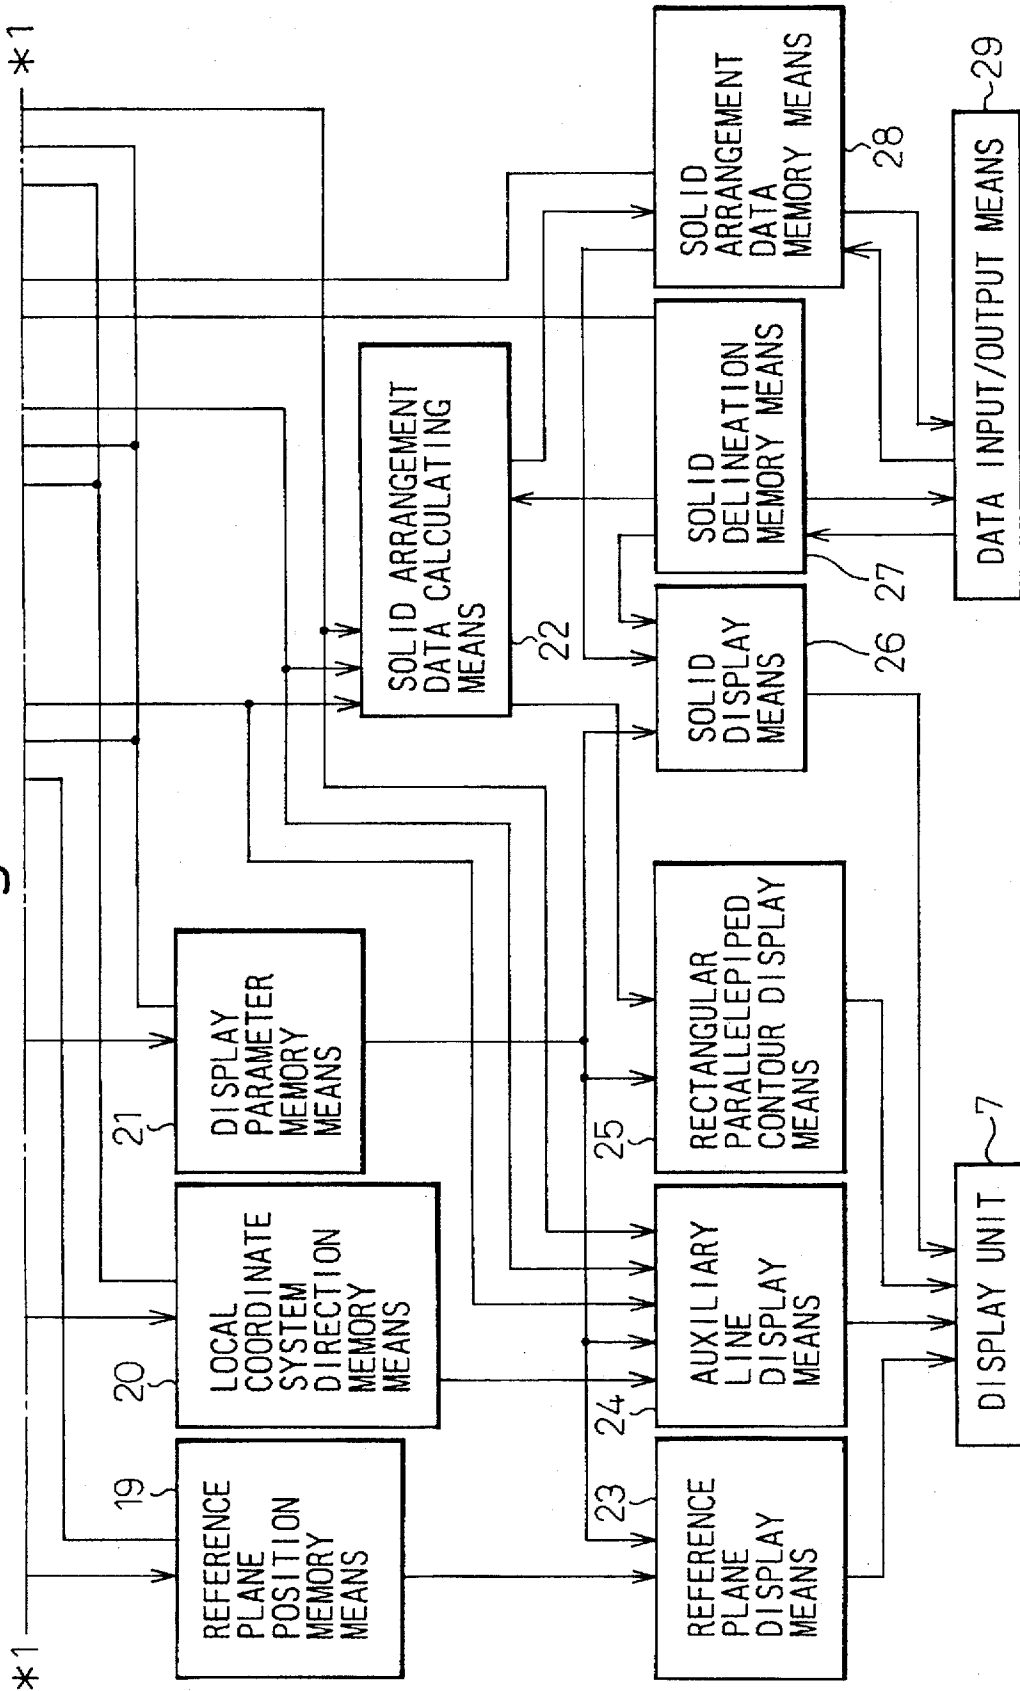 *1
*1
19
REFERENCE
PLANE
POSITION
MEMORY
MEANS
20
LOCAL
COORDINATE
SYSTEM
DIRECTION
MEMORY
MEANS
21
DISPLAY
PARAMETER
MEMORY
MEANS
SOLID ARRANGEMENT
DATA CALCULATING
MEANS
22
23
REFERENCE
PLANE
DISPLAY
MEANS
24
AUXILIARY
LINE
DISPLAY
MEANS
25
RECTANGULAR
PARALLELEPIPED
CONTOUR DISPLAY
MEANS
SOLID
DISPLAY
MEANS
26
SOLID
DELINEATION
MEMORY MEANS
27
SOLID
ARRANGEMENT
DATA
MEMORY MEANS
28
DISPLAY UNIT
7
DATA INPUT/OUTPUT MEANS
29